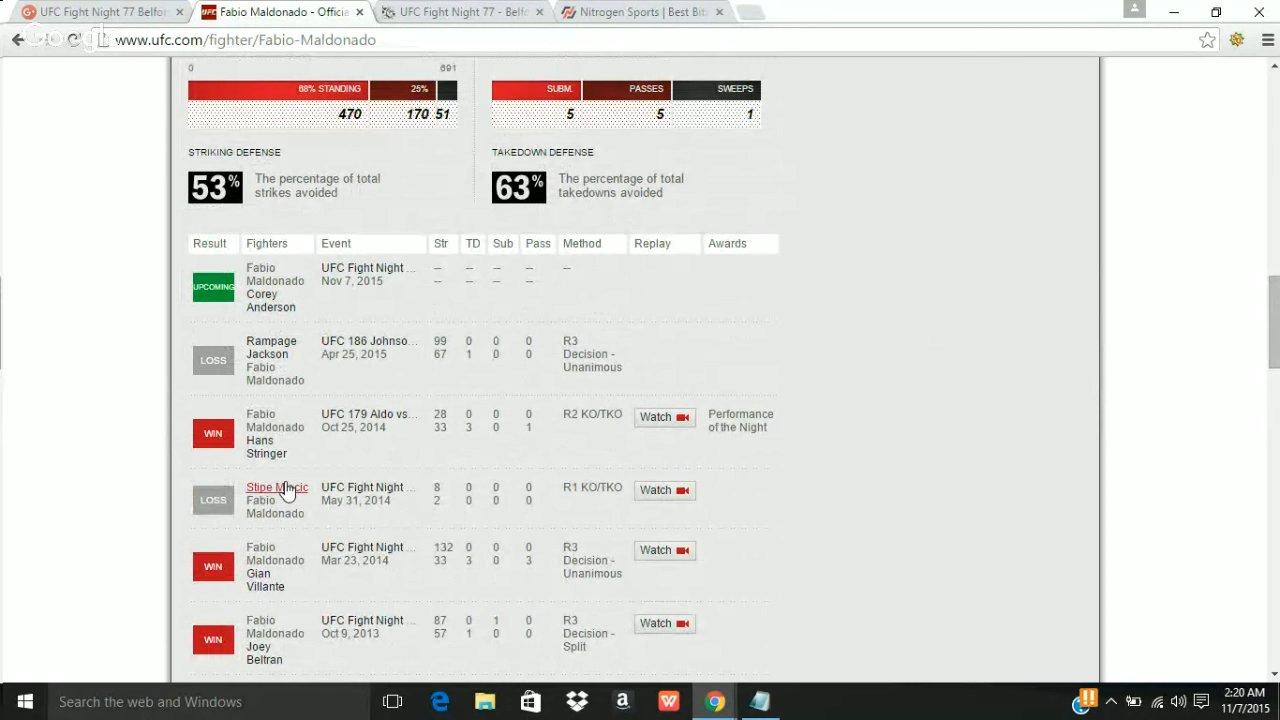 UFC Fight Night 77 Belfor
Fabio Maldonado - Officia
UFC Fight Night 77 - Belfo
Nitrogen Sports | Best Bit
www.ufc.com/fighter/Fabio-Maldonado
0 691
68% STANDING 25%
470 170 51
SUBM. PASSES SWEEPS
5 5 1
STRIKING DEFENSE
53% The percentage of total
strikes avoided
TAKEDOWN DEFENSE
63% The percentage of total
takedowns avoided
Result Fighters Event Str TD Sub Pass Method Replay Awards
UPCOMING
Fabio
Maldonado
Corey
Anderson
UFC Fight Night ...
Nov 7, 2015
-- -- -- -- --
-- -- -- --
LOSS
Rampage
Jackson
Fabio
Maldonado
UFC 186 Johnso...
Apr 25, 2015
99 0 0 0
67 1 0 0
R3
Decision -
Unanimous
WIN
Fabio
Maldonado
Hans
Stringer
UFC 179 Aldo vs...
Oct 25, 2014
28 0 0 0
33 3 0 1
R2 KO/TKO
Watch
Performance
of the Night
LOSS
Stipe
Fabio
Maldonado
UFC Fight Night ...
May 31, 2014
8 0 0 0
2 0 0 0
R1 KO/TKO
Watch
WIN
Fabio
Maldonado
Gian
Villante
UFC Fight Night ...
Mar 23, 2014
132 0 0 0
33 3 0 3
R3
Decision -
Unanimous
Watch
WIN
Fabio
Maldonado
Joey
Beltran
UFC Fight Night ...
Oct 9, 2013
87 0 1 0
57 1 0 0
R3
Decision -
Split
Watch
Search the web and Windows
2:20 AM
11/7/2015